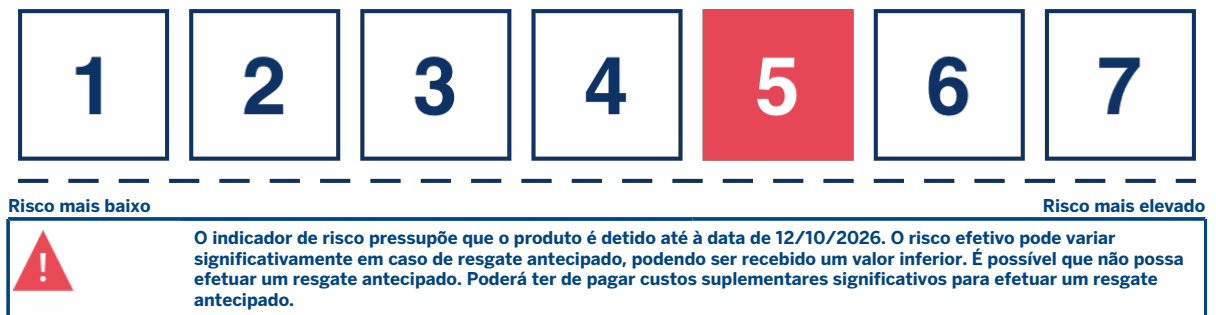 1 2 3 4 5 6 7
Risco mais baixo Risco mais elevado
!
O indicador de risco pressupõe que o produto é detido até à data de 12/10/2026. O risco efetivo pode variar
significativamente em caso de resgate antecipado, podendo ser recebido um valor inferior. É possível que não possa
efetuar um resgate antecipado. Poderá ter de pagar custos suplementares significativos para efetuar um resgate
antecipado.